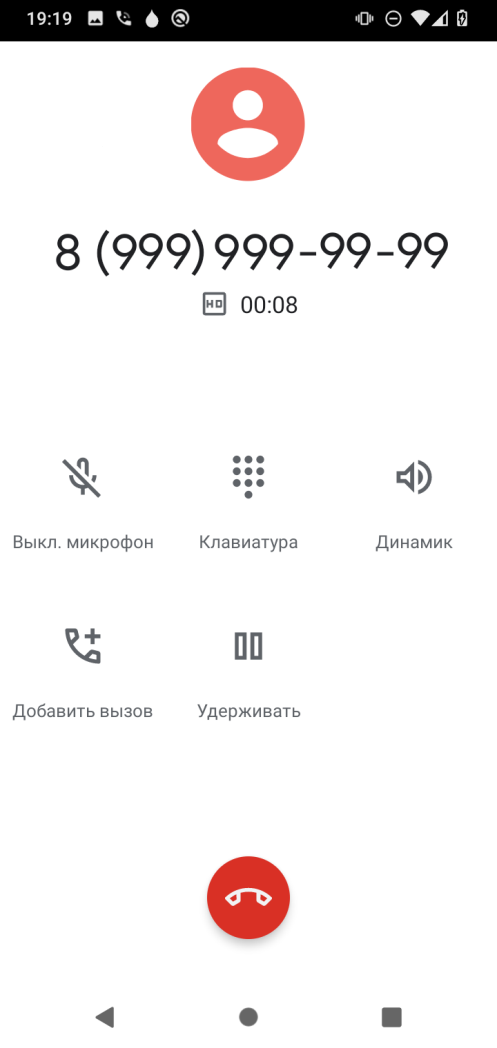 19:19
8 (999) 999-99-99
HD 00:08
Выкл. микрофон Клавиатура Динамик
Добавить вызов Удерживать